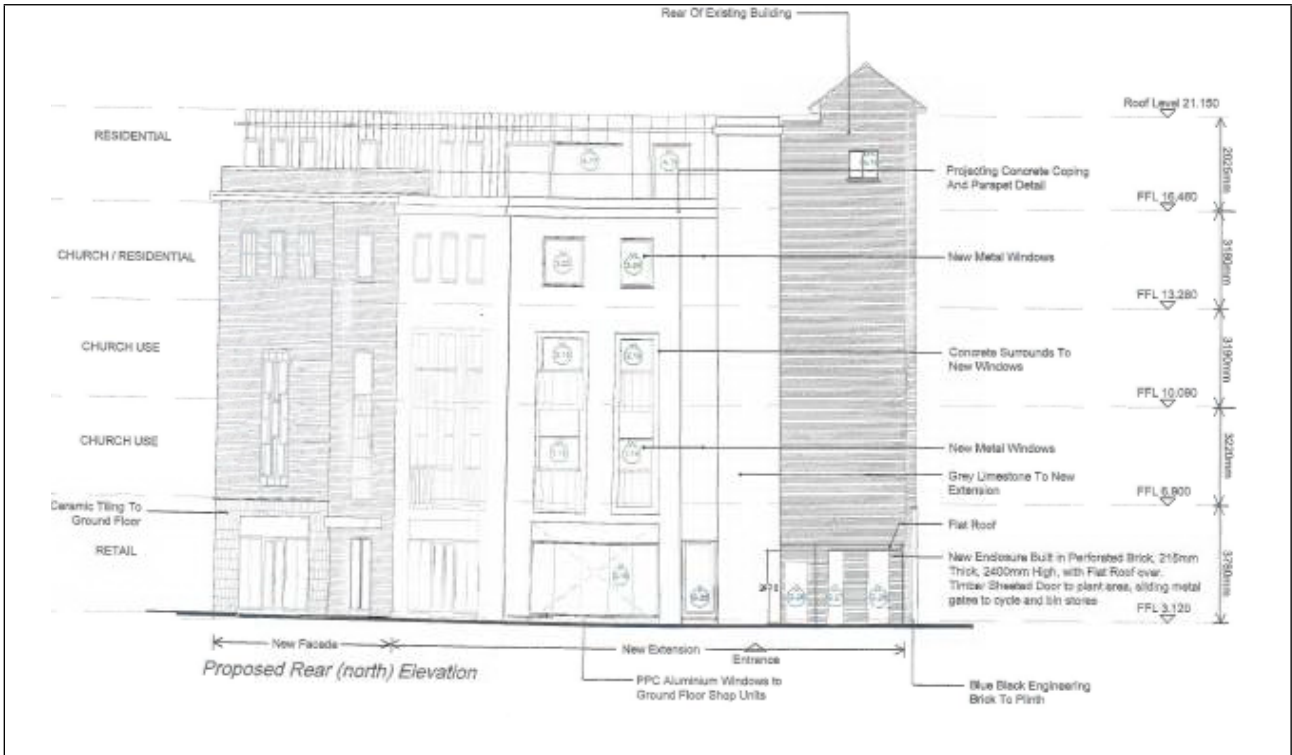 Rear Of Existing Building
Roof Level 21.150
RESIDENTIAL
Projecting Concrete Coping
And Parapet Detail
FFL 16.460
CHURCH / RESIDENTIAL
New Metal Windows
3190mm
FFL 13.280
CHURCH USE
Concrete Surrounds To
New Windows
3190mm
FFL 10.090
CHURCH USE
New Metal Windows
3220mm
Grey Limestone To New
Extension
FFL 6.900
Ceramic Tiling To
Ground Floor
Flat Roof
RETAIL
New Enclosure Built in Perforated Brick, 215mm
Thick, 2400mm High, with Flat Roof over.
Timber Sheeted Door to plant area, sliding metal
gates to cycle and bin stores
3780mm
FFL 3.120
New Facade
New Extension
Entrance
Proposed Rear (north) Elevation
PPC Aluminium Windows to
Ground Floor Shop Units
Blue Black Engineering
Brick To Plinth